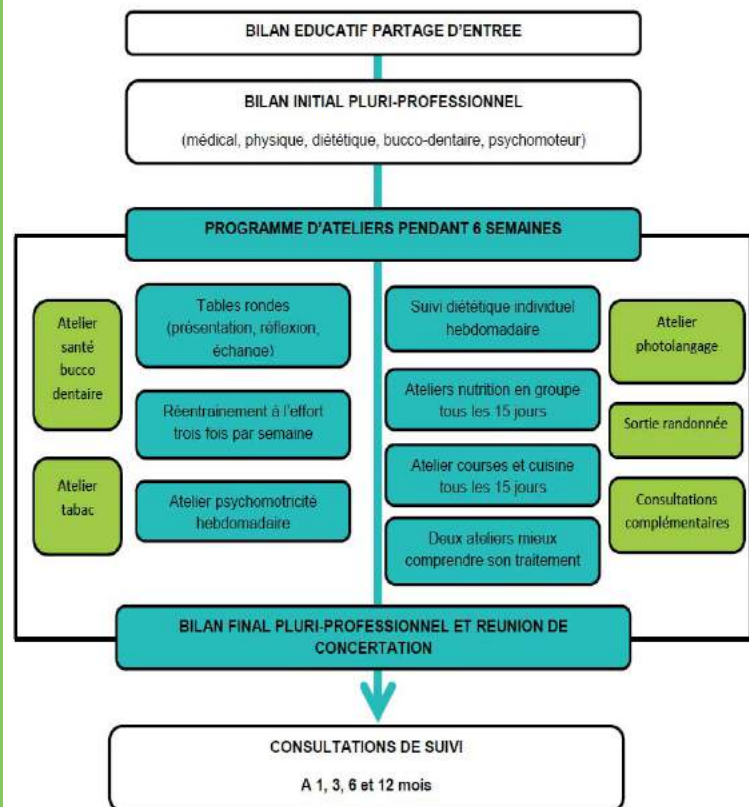 BILAN EDUCATIF PARTAGE D'ENTREE
BILAN INITIAL PLURI-PROFESSIONNEL
(médical, physique, diététique, bucco-dentaire, psychomoteur)
PROGRAMME D'ATELIERS PENDANT 6 SEMAINES
Atelier
santé
bucco
dentaire
Atelier
tabac
Tables rondes
(présentation, réflexion,
échange)
Réentrainement à l'effort
trois fois par semaine
Atelier psychomotricité
hebdomadaire
Suivi diététique individuel
hebdomadaire
Ateliers nutrition en groupe
tous les 15 jours
Atelier courses et cuisine
tous les 15 jours
Deux ateliers mieux
comprendre son traitement
Atelier
photolangage
Sortie randonnée
Consultations
complémentaires
BILAN FINAL PLURI-PROFESSIONNEL ET REUNION DE
CONCERTATION
CONSULTATIONS DE SUIVI
A 1, 3, 6 et 12 mois